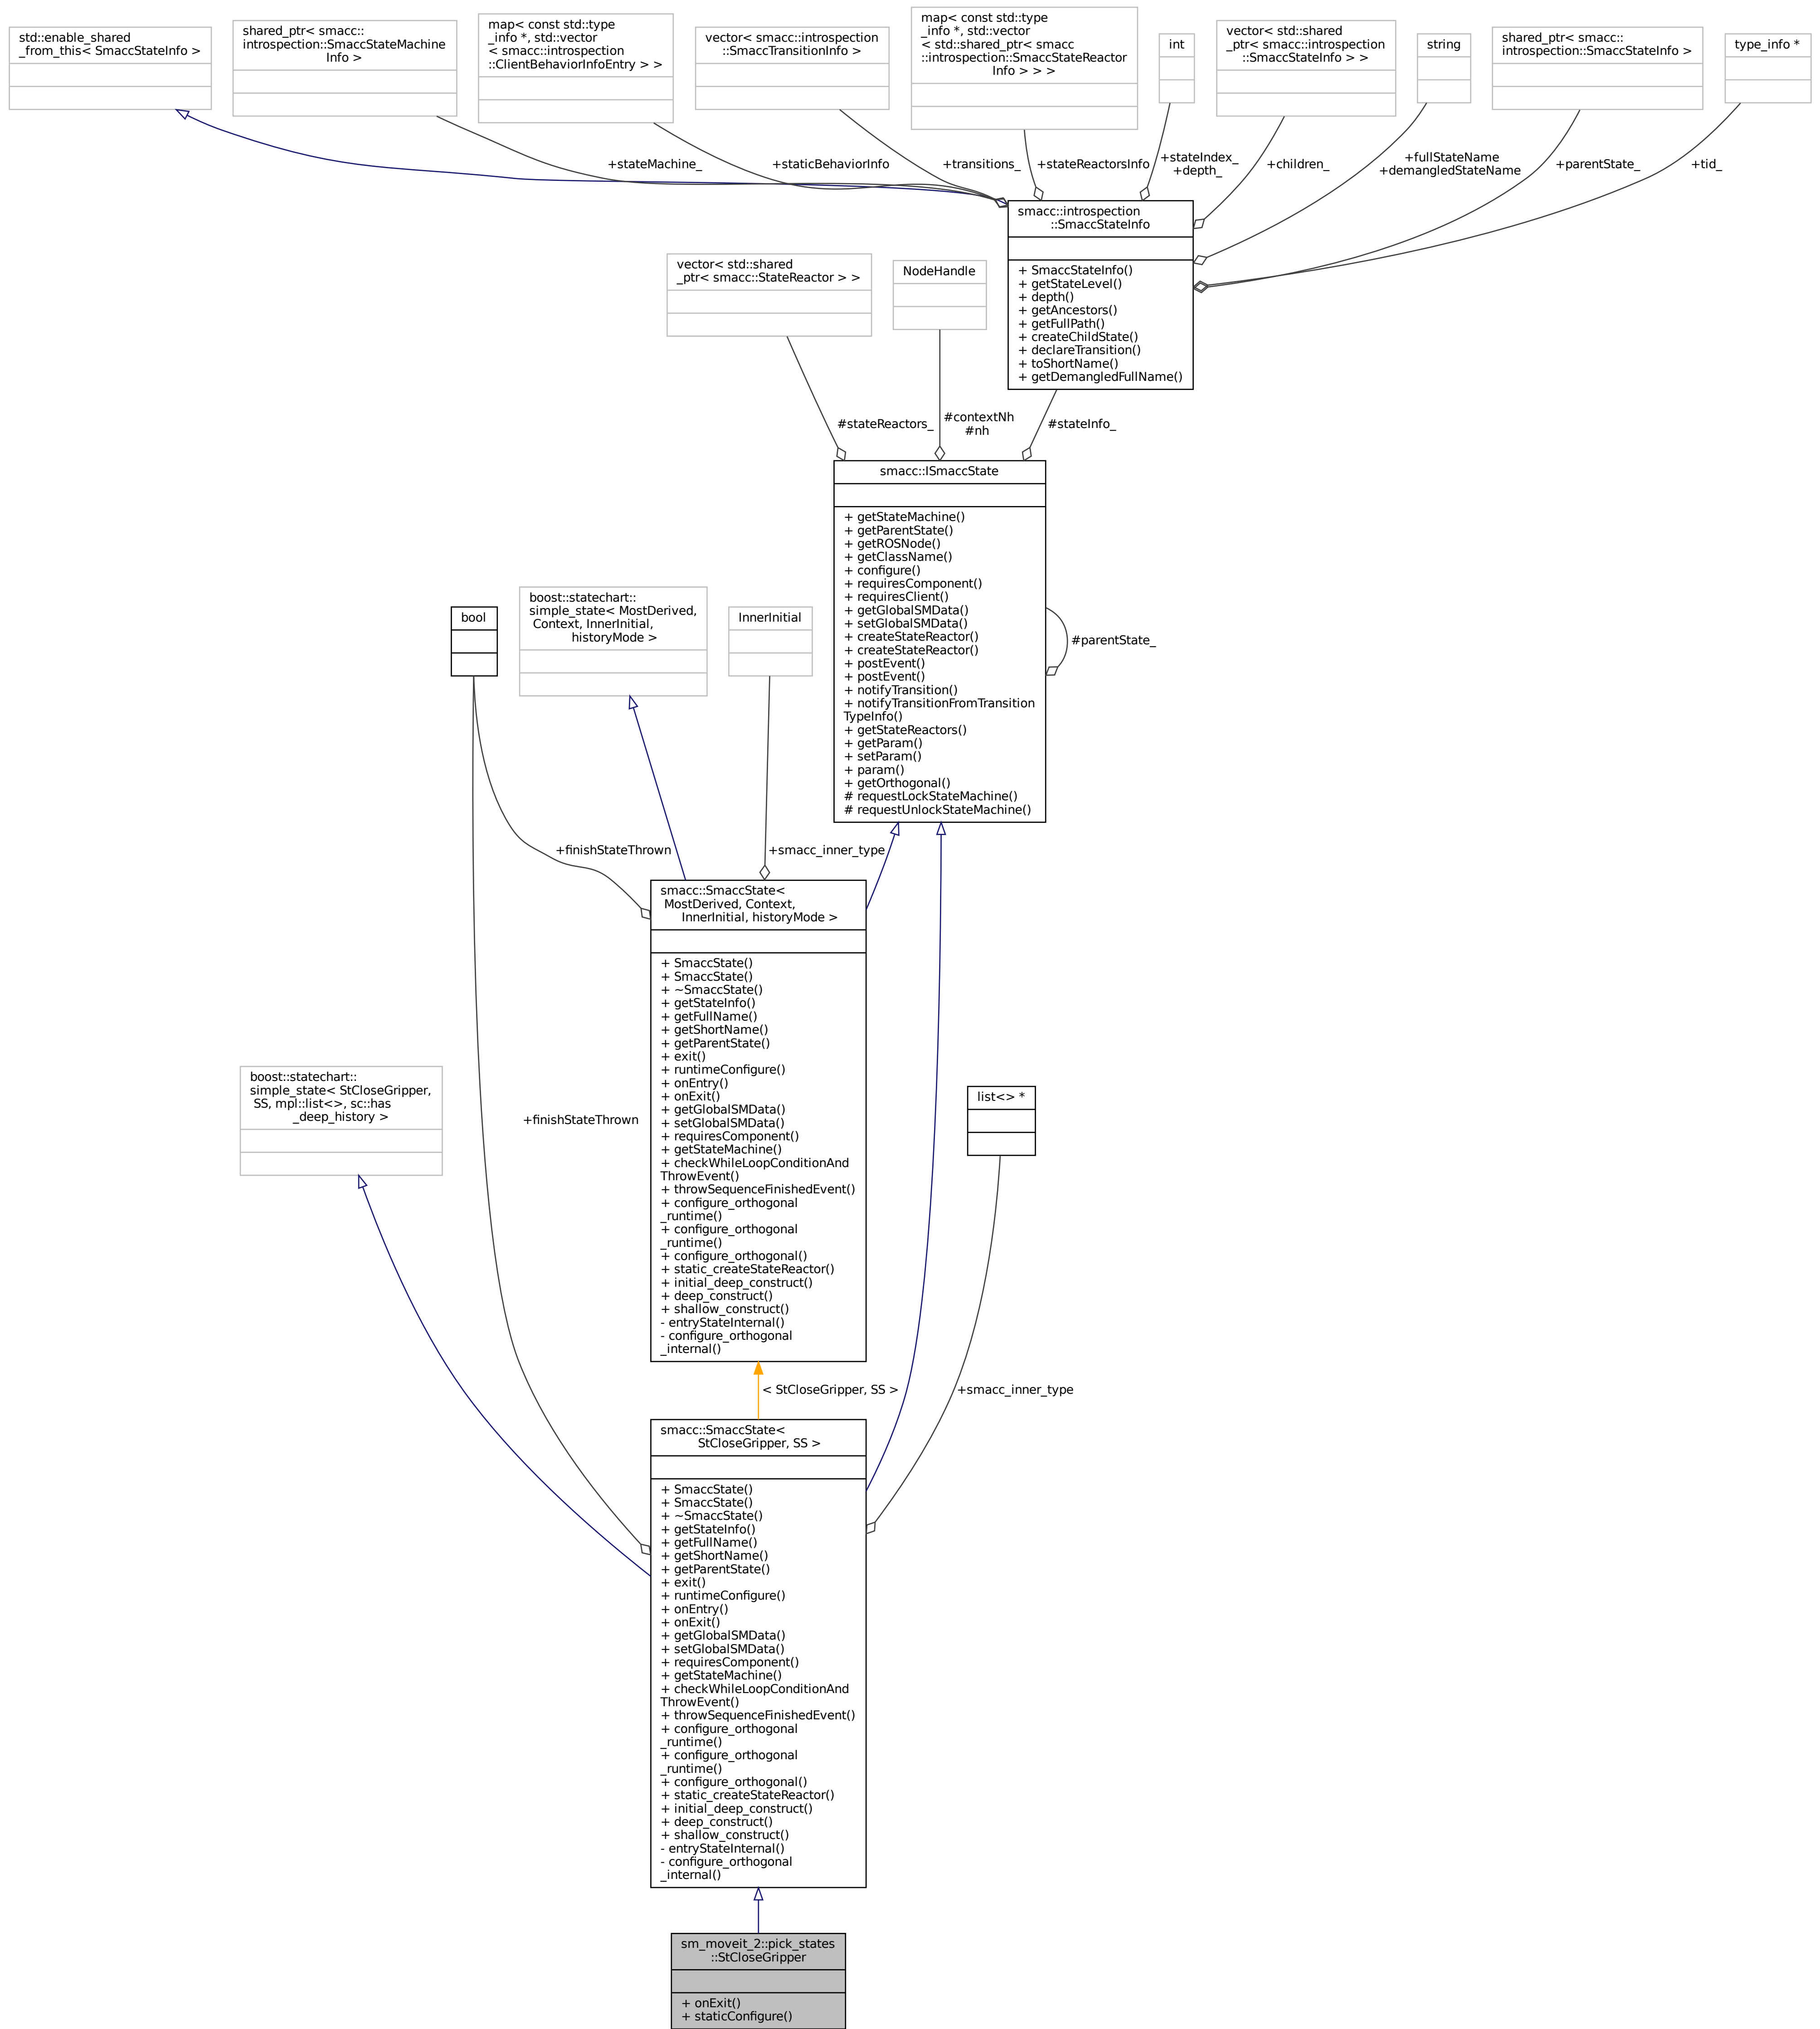 std::enable_shared
_from_this< SmaccStateInfo >
shared_ptr< smacc::
introspection::SmaccStateMachine
Info >
map< const std::type
_info *, std::vector
< smacc::introspection
::ClientBehaviorInfoEntry > >
vector< smacc::introspection
::SmaccTransitionInfo >
map< const std::type
_info *, std::vector
< std::shared_ptr< smacc
::introspection::SmaccStateReactor
Info > > >
int
vector< std::shared
_ptr< smacc::introspection
::SmaccStateInfo > >
string
shared_ptr< smacc::
introspection::SmaccStateInfo >
type_info *
+stateMachine_
+staticBehaviorInfo
+transitions_
+stateReactorsInfo
+stateIndex_
+depth_
+children_
+fullStateName
+demangledStateName
+parentState_
+tid_
smacc::introspection
::SmaccStateInfo
+ SmaccStateInfo()
+ getStateLevel()
+ depth()
+ getAncestors()
+ getFullPath()
+ createChildState()
+ declareTransition()
+ toShortName()
+ getDemangledFullName()
vector< std::shared
_ptr< smacc::StateReactor > >
NodeHandle
#stateReactors_
#contextNh
#nh
#stateInfo_
smacc::ISmaccState
+ getStateMachine()
+ getParentState()
+ getROSNode()
+ getClassName()
+ configure()
+ requiresComponent()
+ requiresClient()
+ getGlobalSMData()
+ setGlobalSMData()
+ createStateReactor()
+ createStateReactor()
+ postEvent()
+ postEvent()
+ notifyTransition()
+ notifyTransitionFromTransition
TypeInfo()
+ getStateReactors()
+ getParam()
+ setParam()
+ param()
+ getOrthogonal()
# requestLockStateMachine()
# requestUnlockStateMachine()
#parentState_
bool
boost::statechart::
simple_state< MostDerived,
Context, InnerInitial,
historyMode >
InnerInitial
+finishStateThrown
+smacc_inner_type
smacc::SmaccState<
MostDerived, Context,
InnerInitial, historyMode >
+ SmaccState()
+ SmaccState()
+ ~SmaccState()
+ getStateInfo()
+ getFullName()
+ getShortName()
+ getParentState()
+ exit()
+ runtimeConfigure()
+ onEntry()
+ onExit()
+ getGlobalSMData()
+ setGlobalSMData()
+ requiresComponent()
+ getStateMachine()
+ checkWhileLoopConditionAnd
ThrowEvent()
+ throwSequenceFinishedEvent()
+ configure_orthogonal
_runtime()
+ configure_orthogonal
_runtime()
+ configure_orthogonal()
+ static_createStateReactor()
+ initial_deep_construct()
+ deep_construct()
+ shallow_construct()
- entryStateInternal()
- configure_orthogonal
_internal()
boost::statechart::
simple_state< StCloseGripper,
SS, mpl::list<>, sc::has
_deep_history >
+finishStateThrown
list<> *
< StCloseGripper, SS >
+smacc_inner_type
smacc::SmaccState<
StCloseGripper, SS >
+ SmaccState()
+ SmaccState()
+ ~SmaccState()
+ getStateInfo()
+ getFullName()
+ getShortName()
+ getParentState()
+ exit()
+ runtimeConfigure()
+ onEntry()
+ onExit()
+ getGlobalSMData()
+ setGlobalSMData()
+ requiresComponent()
+ getStateMachine()
+ checkWhileLoopConditionAnd
ThrowEvent()
+ throwSequenceFinishedEvent()
+ configure_orthogonal
_runtime()
+ configure_orthogonal
_runtime()
+ configure_orthogonal()
+ static_createStateReactor()
+ initial_deep_construct()
+ deep_construct()
+ shallow_construct()
- entryStateInternal()
- configure_orthogonal
_internal()
sm_moveit_2::pick_states
::StCloseGripper
+ onExit()
+ staticConfigure()